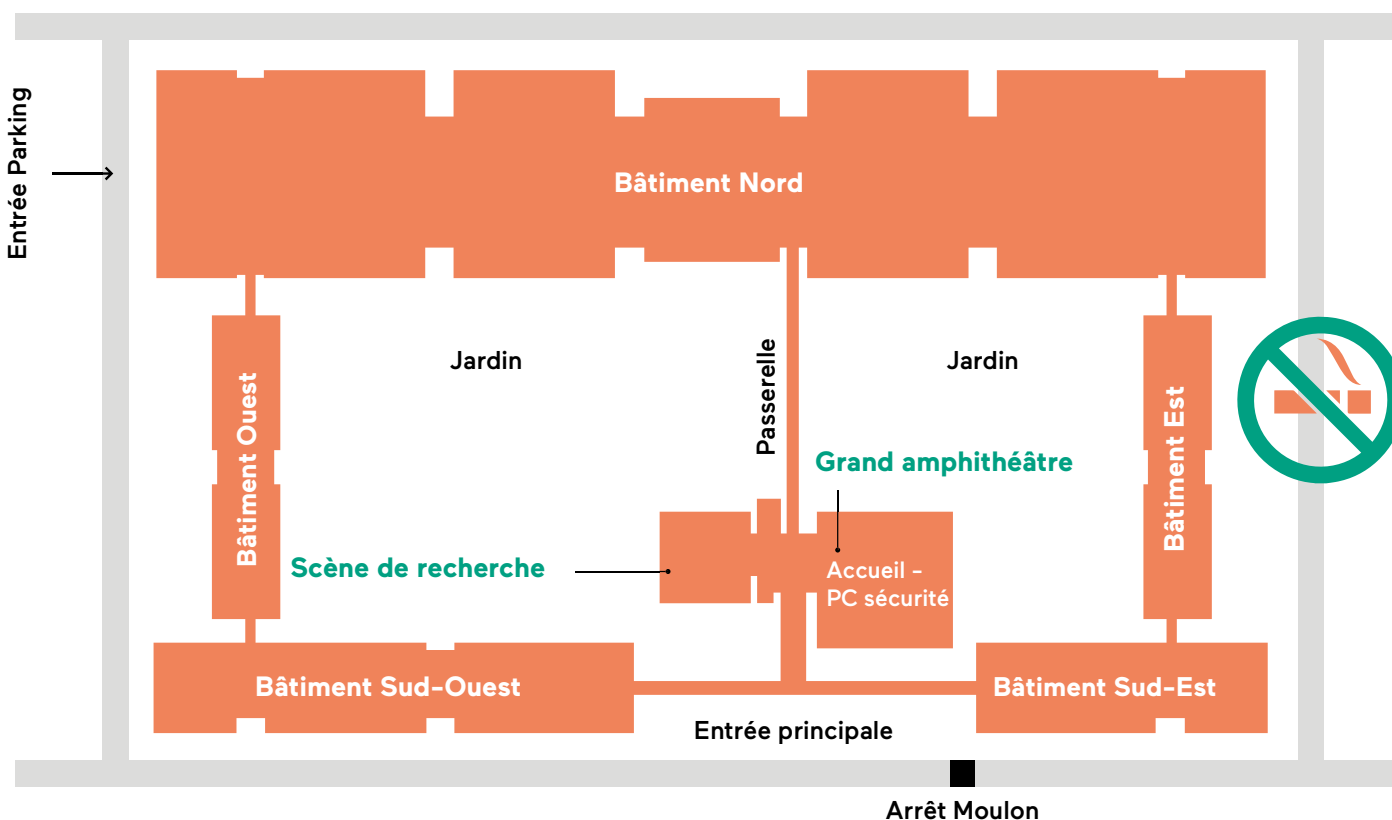 Entrée Parking
Bâtiment Nord
Jardin
Passerelle
Jardin
Bâtiment Ouest
Bâtiment Est
Grand amphithéâtre
Scène de recherche
Accueil -
PC sécurité
Bâtiment Sud-Ouest
Bâtiment Sud-Est
Entrée principale
Arrêt Moulon